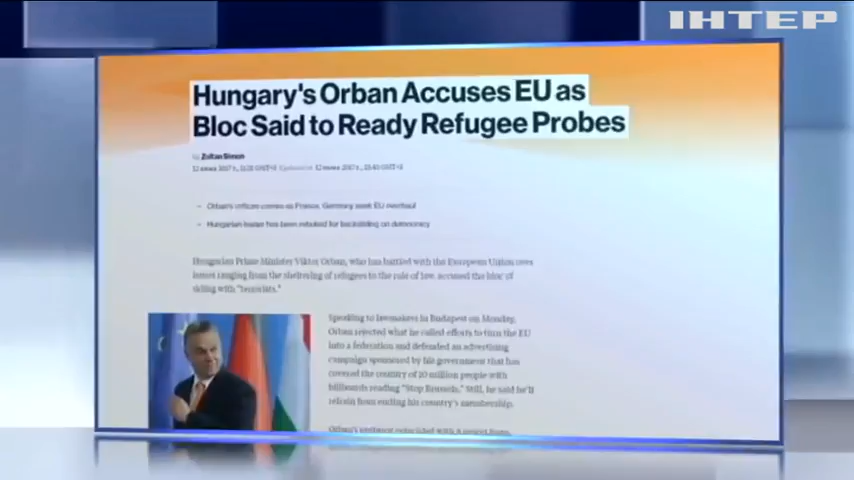 ІНТЕР
Hungary's Orban Accuses EU as
Bloc Said to Ready Refugee Probes
by Zoltan Simon
Orban's criticism comes as France, Germany seek EU overhaul
Hungarian leader has been rebuked for backsliding on democracy
Hungarian Prime Minister Viktor Orban, who has battled with the European Union over
issues ranging from the sheltering of refugees to the rule of law, accused the bloc of
siding with "terrorists."
Speaking to lawmakers in Budapest on Monday,
Orban rejected what he called efforts to turn the EU
into a federation and defended an advertising
campaign sponsored by his government that has
covered the country of 10 million people with
billboards reading "Stop Brussels." Still, he said he'll
refrain from ending his country's membership.